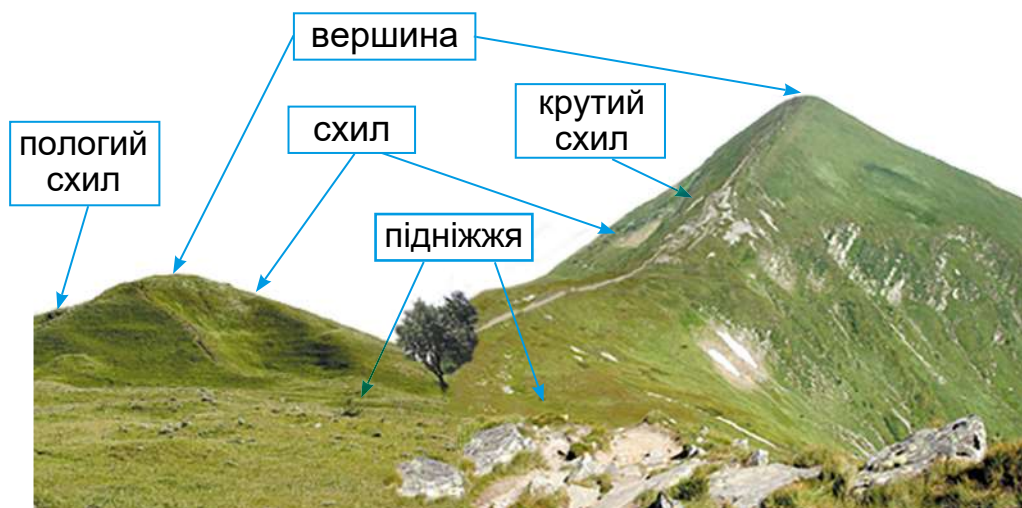 вершина
пологий
схил
схил
крутий
схил
підніжжя